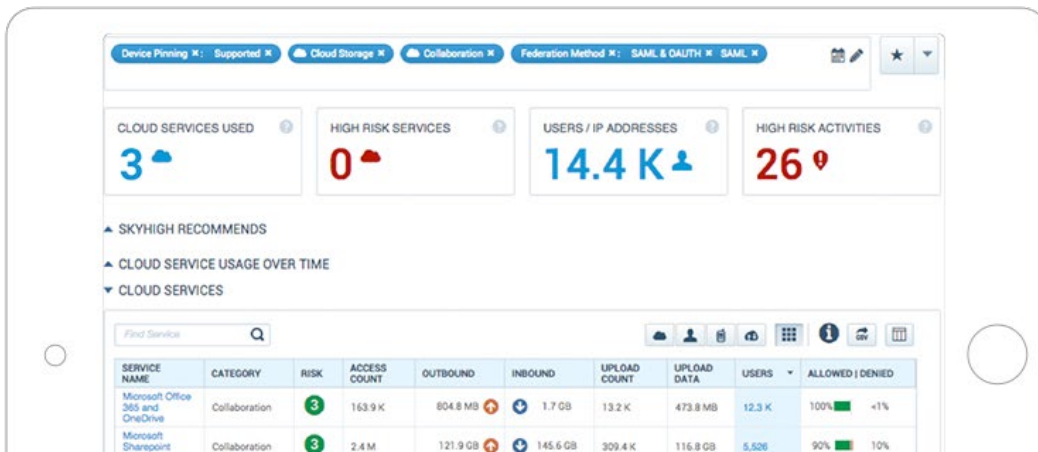 Device Pinning ×: Supported × Cloud Storage × Collaboration × Federation Method ×: SAML & OAUTH × SAML ×
CLOUD SERVICES USED ? HIGH RISK SERVICES ? USERS / IP ADDRESSES ? HIGH RISK ACTIVITIES ?
3 0 14.4 K 26
SKYHIGH RECOMMENDS
CLOUD SERVICE USAGE OVER TIME
CLOUD SERVICES
Find Service CSV
SERVICE NAME CATEGORY RISK ACCESS COUNT OUTBOUND INBOUND UPLOAD COUNT UPLOAD DATA USERS ALLOWED | DENIED
Microsoft Office
365 and Collaboration 3 163.9 K 804.8 MB 1.7 GB 13.2 K 473.8 MB 12.3 K 100% <1%
OneDrive
Microsoft
Sharepoint Collaboration 3 2.4 M 121.9 GB 145.6 GB 309.4 K 116.8 GB 5,526 90% 10%